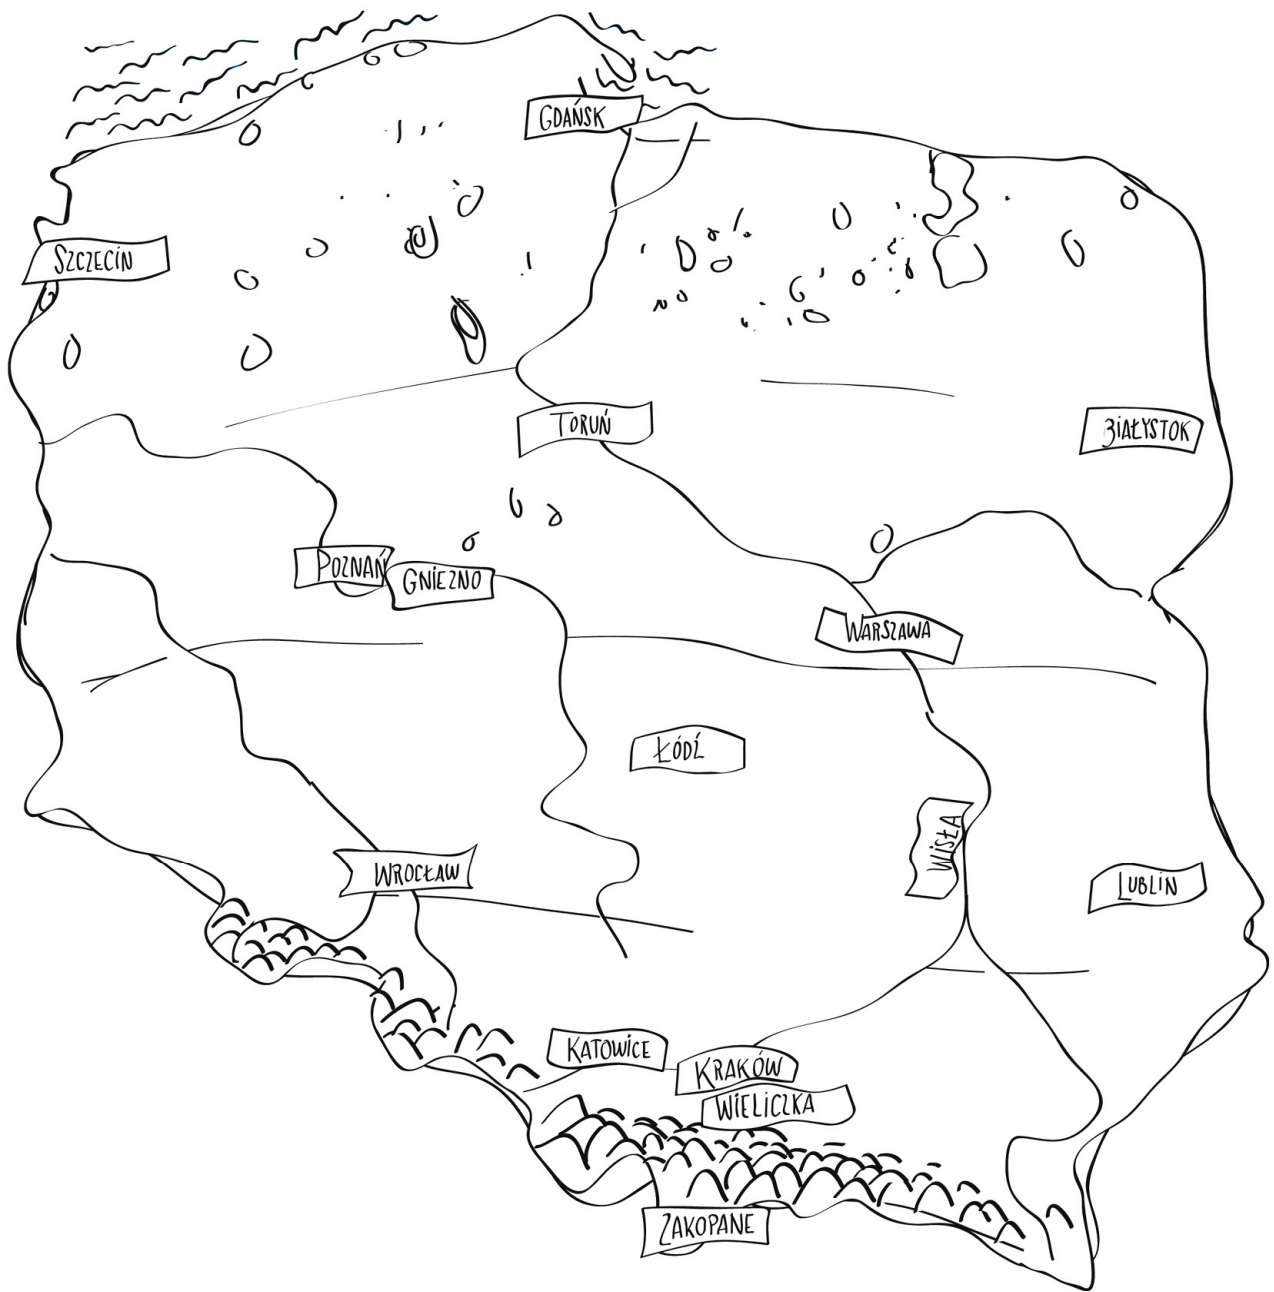 GDAŃSK
SZCZECIN
TORUŃ
BIAŁYSTOK
POZNAŃ
GNIEZNO
WARSZAWA
ŁÓDŹ
WISŁA
WROCŁAW
LUBLIN
KATOWICE
KRAKÓW
WIELICZKA
ZAKOPANE